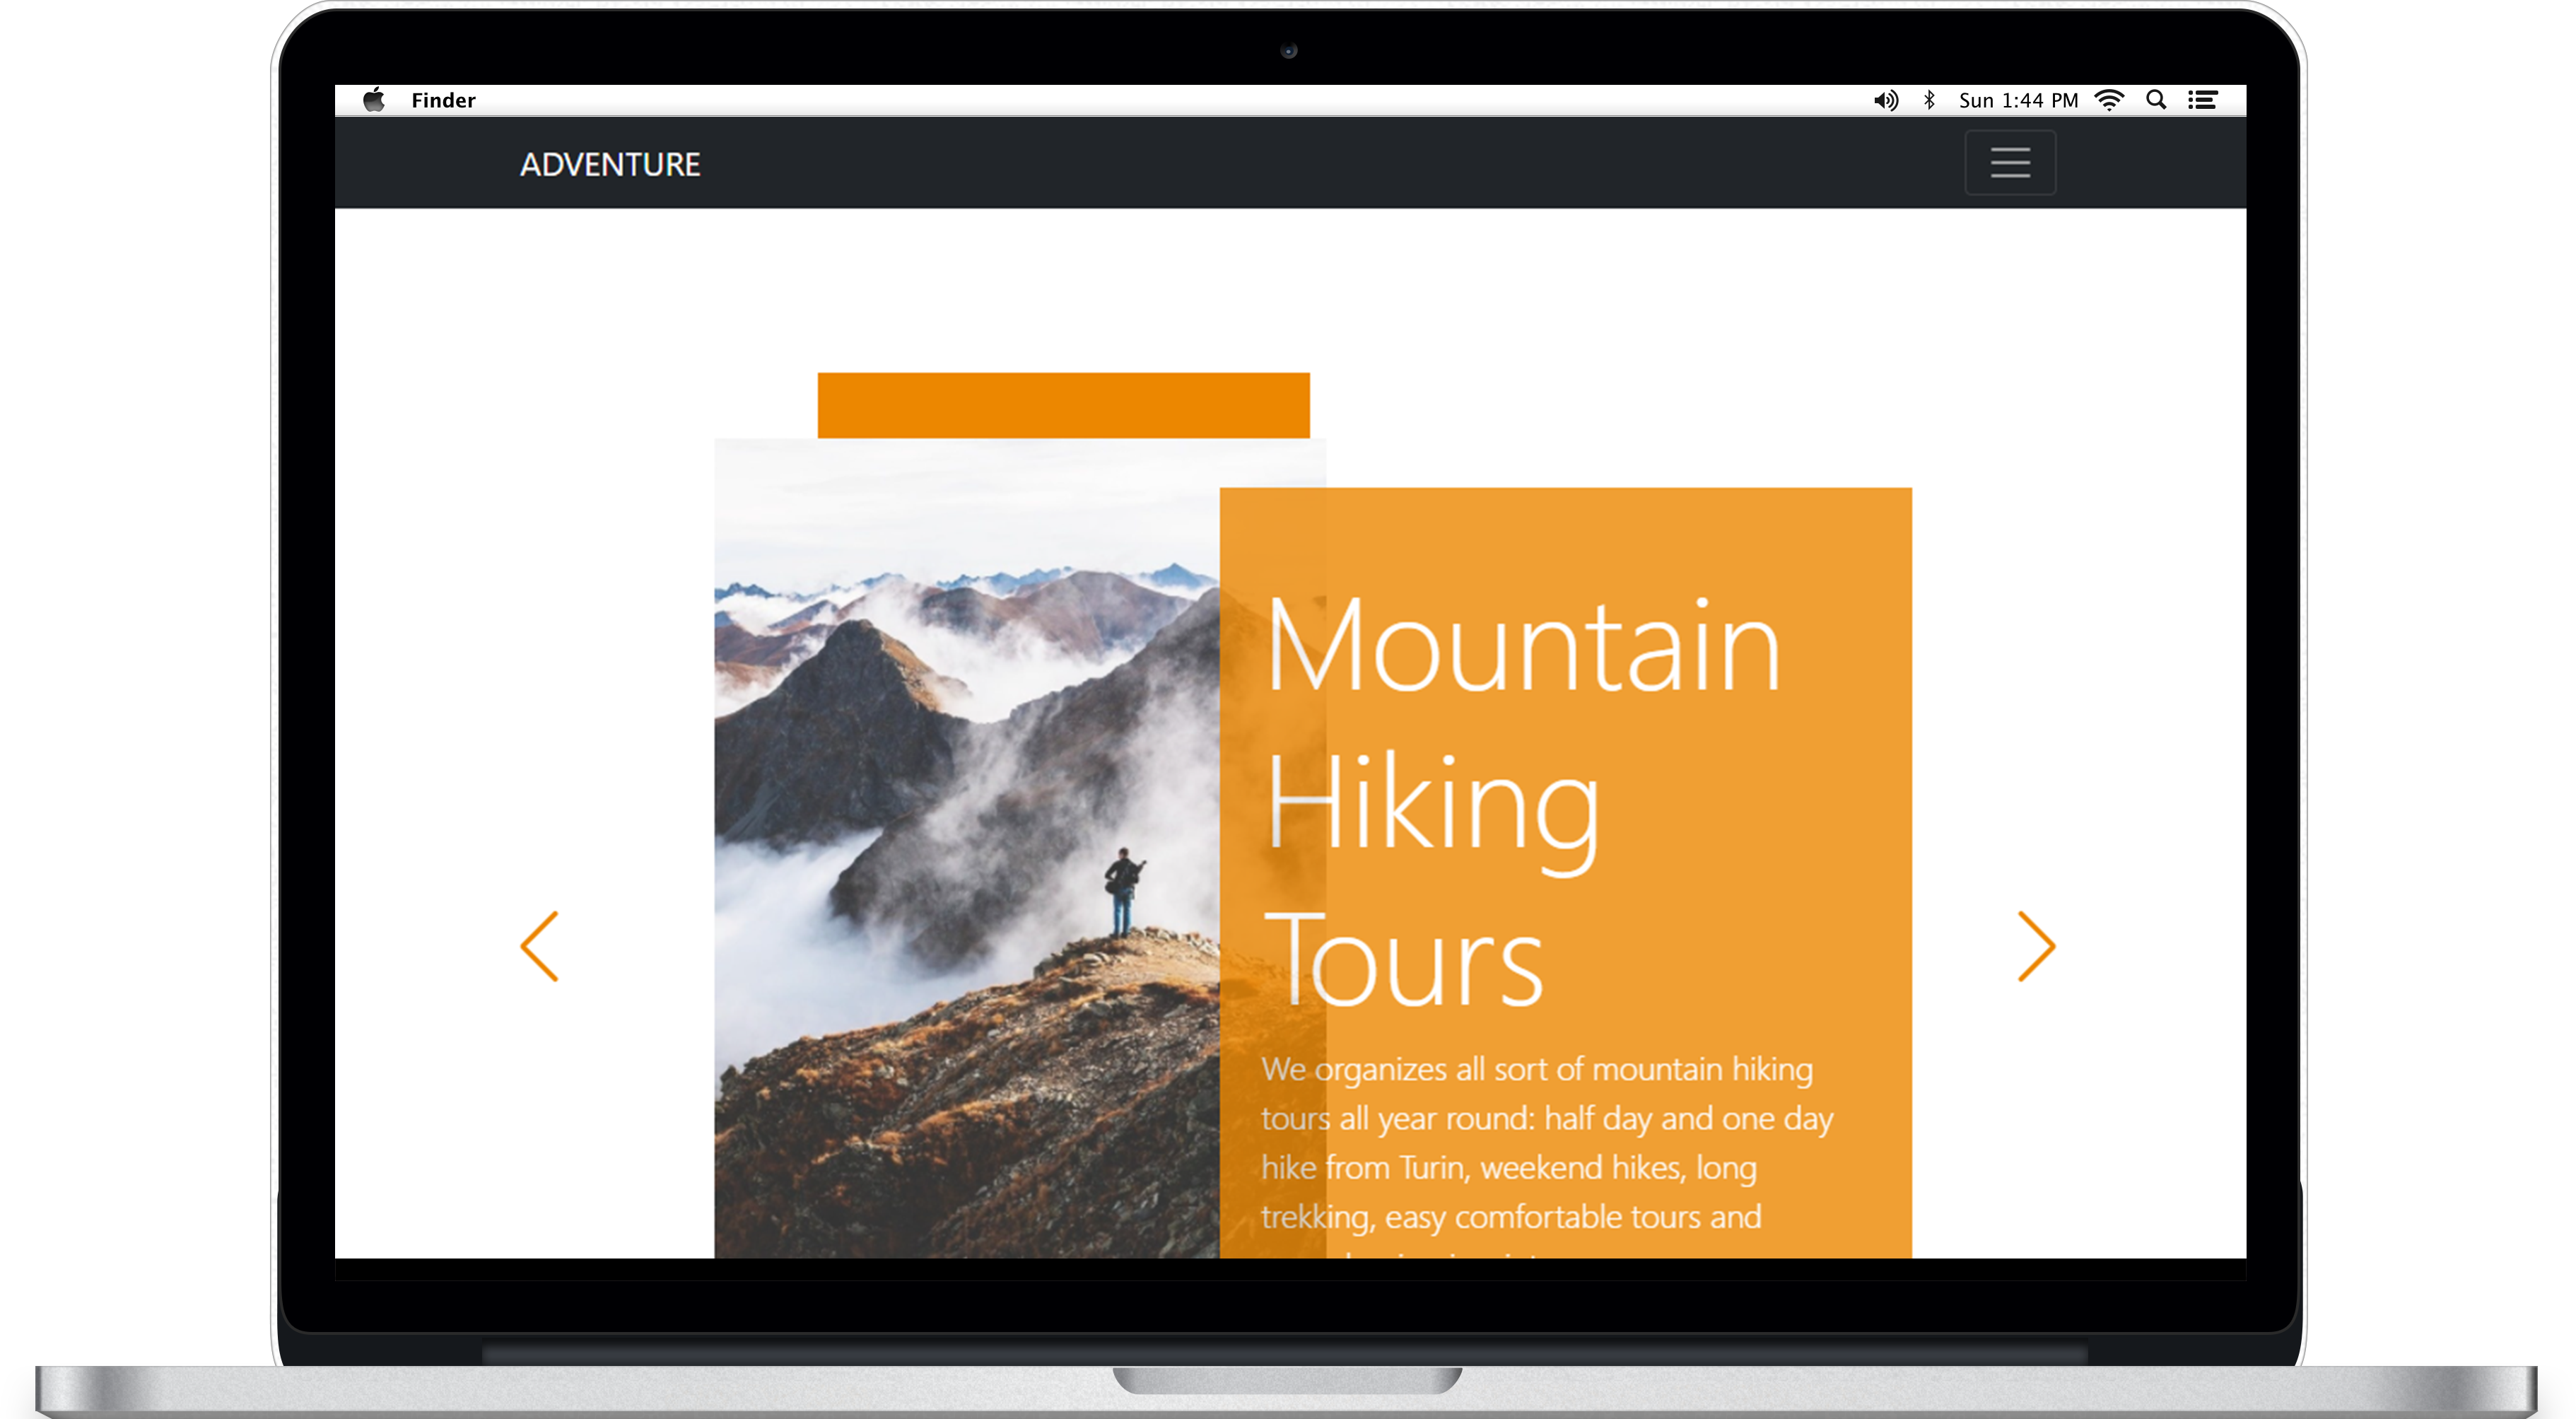 Finder
Sun 1:44 PM
ADVENTURE
Mountain
Hiking
Tours
We organizes all sort of mountain hiking
tours all year round: half day and one day
hike from Turin, weekend hikes, long
trekking, easy comfortable tours and